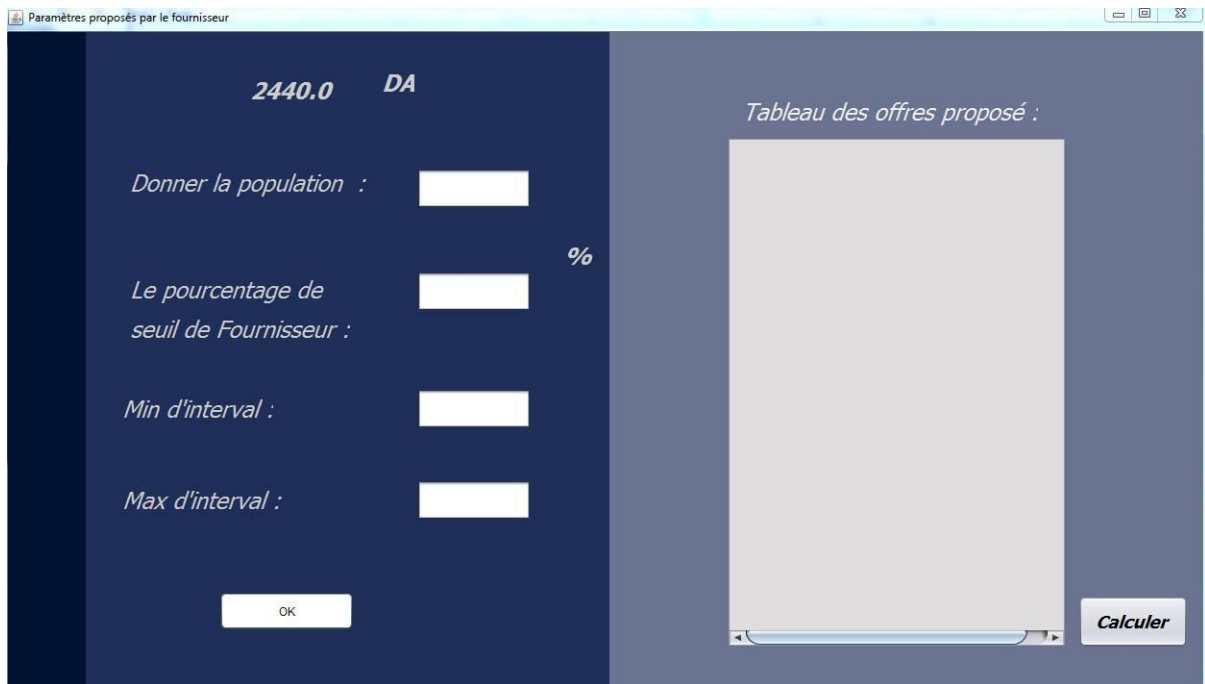 Paramètres proposés par le fournisseur
2440.0 DA
Donner la population :
%
Le pourcentage de
seuil de Fournisseur :
Min d'interval :
Max d'interval :
OK
Tableau des offres proposé :
Calculer